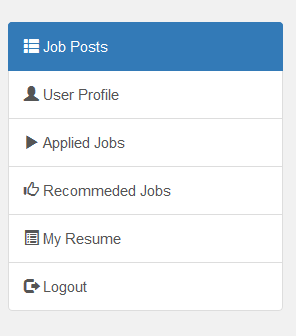 Job Posts
User Profile
Applied Jobs
Recommeded Jobs
My Resume
Logout